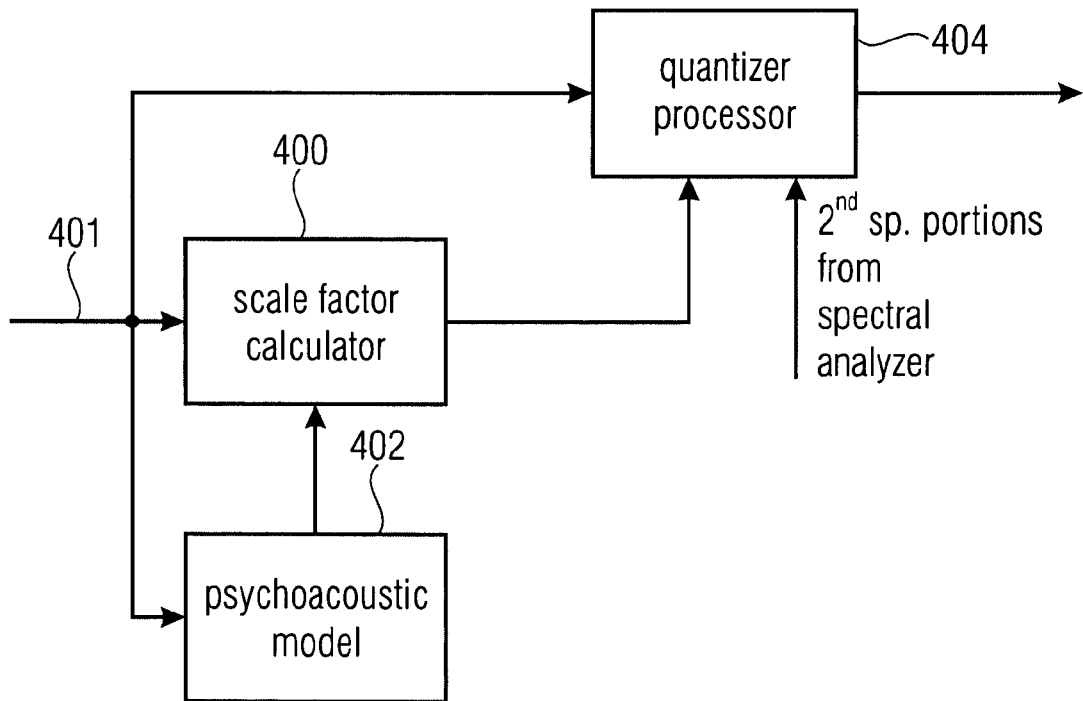 404
quantizer
processor
400
2nd sp. portions
from
spectral
analyzer
401
scale factor
calculator
402
psychoacoustic
model